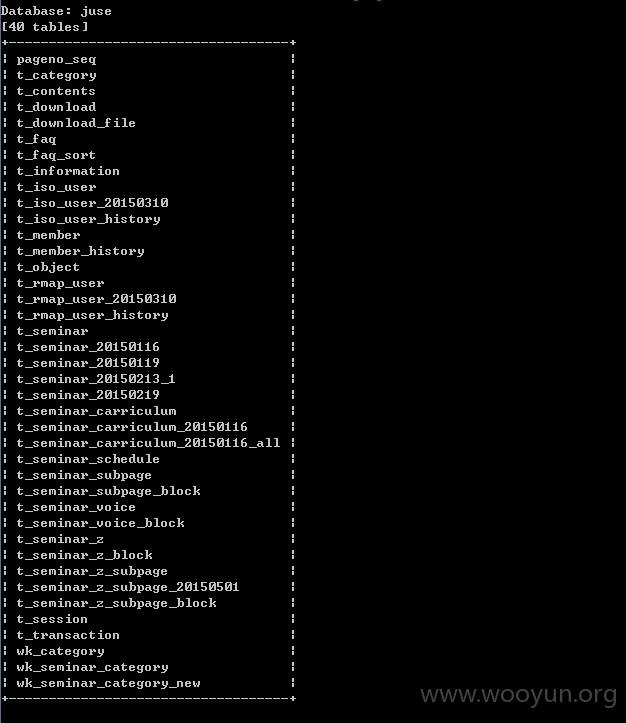 Database: juse
[40 tables]
+-----------------------------------+
¦ pageno_seq ¦
¦ t_category ¦
¦ t_contents ¦
¦ t_download ¦
¦ t_download_file ¦
¦ t_faq ¦
¦ t_faq_sort ¦
¦ t_information ¦
¦ t_iso_user ¦
¦ t_iso_user_20150310 ¦
¦ t_iso_user_history ¦
¦ t_member ¦
¦ t_member_history ¦
¦ t_object ¦
¦ t_rmap_user ¦
¦ t_rmap_user_20150310 ¦
¦ t_rmap_user_history ¦
¦ t_seminar ¦
¦ t_seminar_20150116 ¦
¦ t_seminar_20150119 ¦
¦ t_seminar_20150213_1 ¦
¦ t_seminar_20150219 ¦
¦ t_seminar_carriculum ¦
¦ t_seminar_carriculum_20150116 ¦
¦ t_seminar_carriculum_20150116_all ¦
¦ t_seminar_schedule ¦
¦ t_seminar_subpage ¦
¦ t_seminar_subpage_block ¦
¦ t_seminar_voice ¦
¦ t_seminar_voice_block ¦
¦ t_seminar_z ¦
¦ t_seminar_z_block ¦
¦ t_seminar_z_subpage ¦
¦ t_seminar_z_subpage_20150501 ¦
¦ t_seminar_z_subpage_block ¦
¦ t_session ¦
¦ t_transaction ¦
¦ wk_category ¦
¦ wk_seminar_category ¦
¦ wk_seminar_category_new ¦
+-----------------------------------+
www.wooyun.org